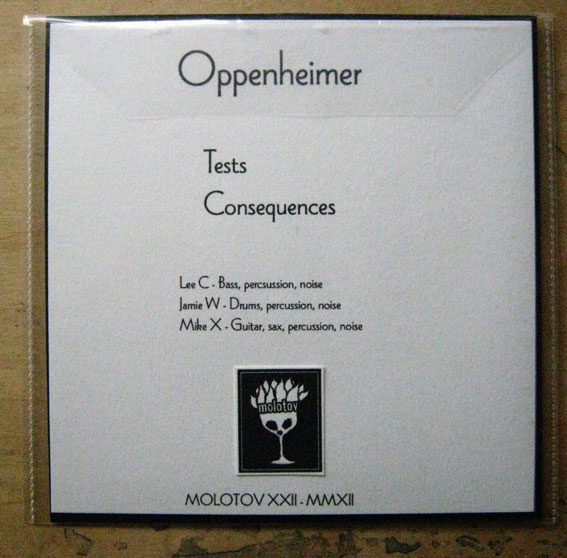 Oppenheimer
Tests
Consequences
Lee C - Bass, percsussion, noise
Jamie W - Drums, percussion, noise
Mike X - Guitar, sax, percussion, noise
molotov
MOLOTOV XXII - MMXII